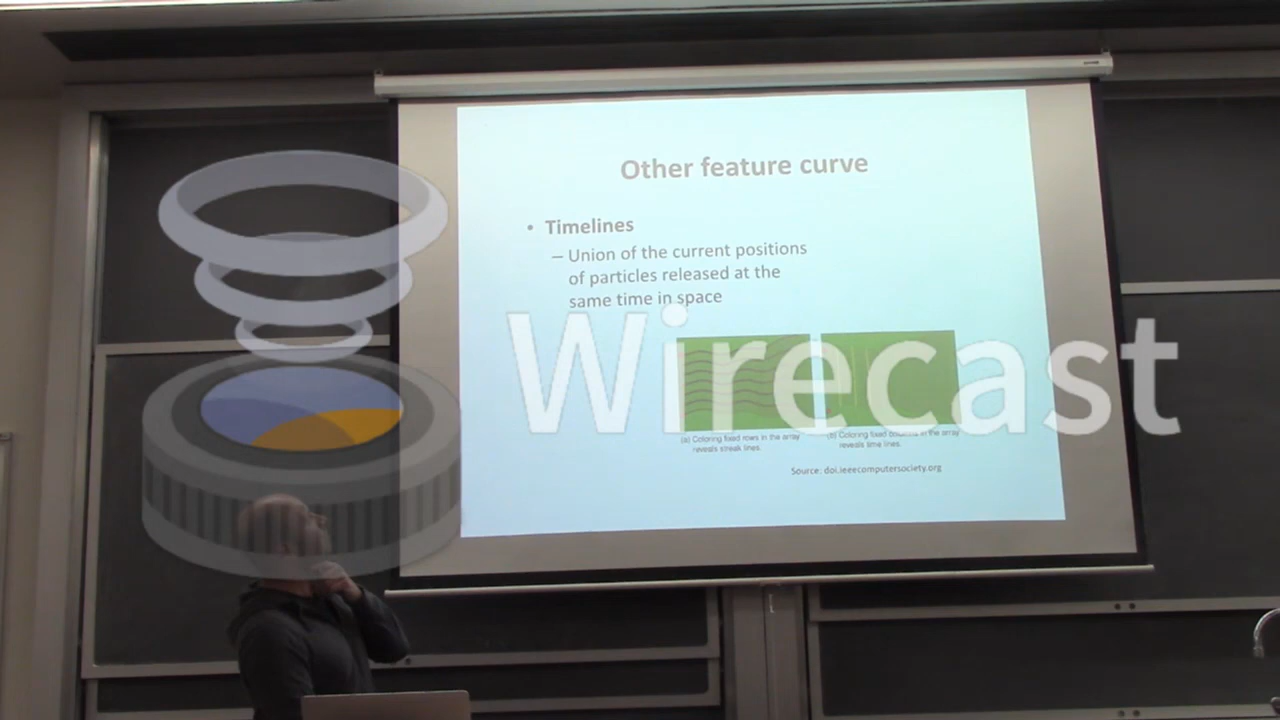 Other feature curve
• Timelines
– Union of the current positions
of particles released at the
same time in space
Wirecast
(a) Coloring fixed rows in the array
reveals streak lines.
(b) Coloring fixed columns in the array
reveals time lines.
Source: doi.ieeecomputersociety.org